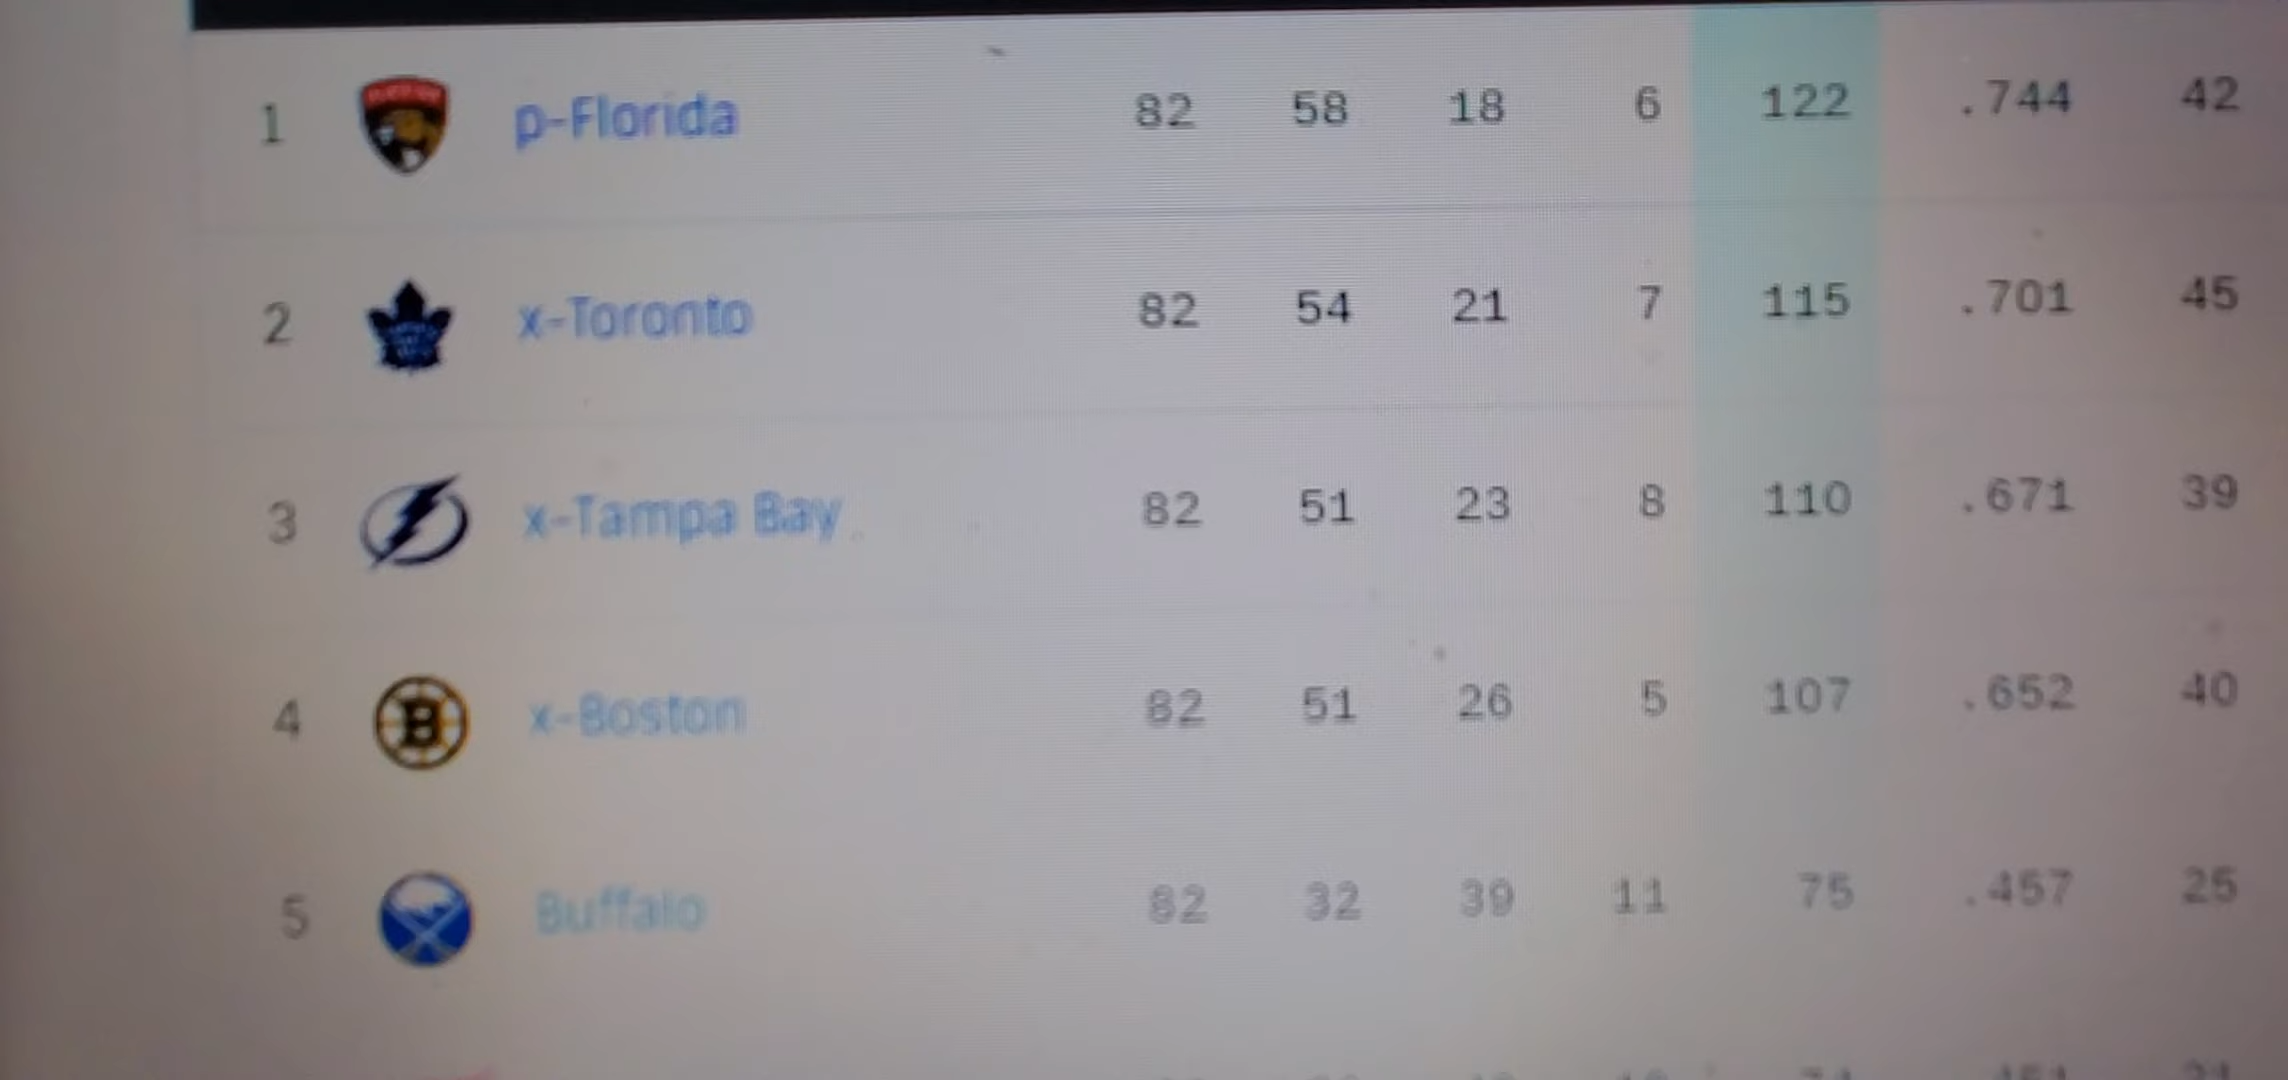 1 p-Florida 82 58 18 6 122 .744 42
2 x-Toronto 82 54 21 7 115 .701 45
3 x-Tampa Bay 82 51 23 8 110 .671 39
4 B x-Boston 82 51 26 5 107 .652 40
5 Buffalo 82 32 39 11 75 .457 25